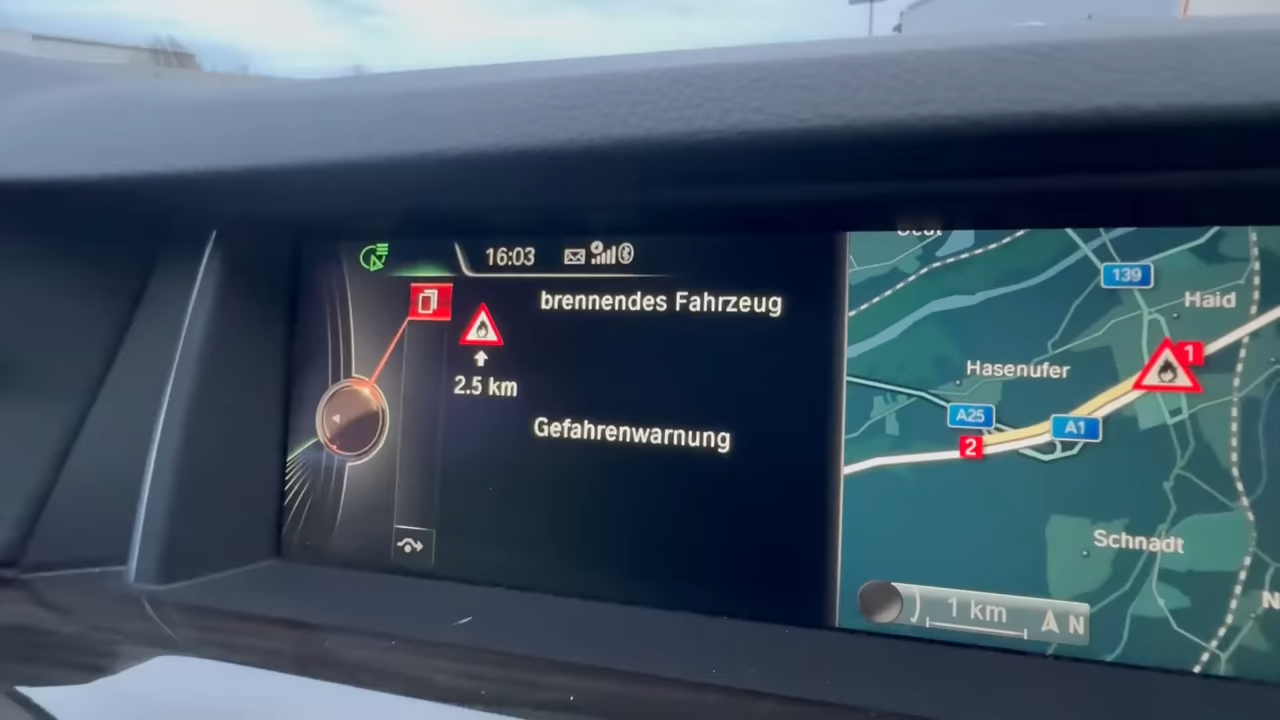 16:03
brennendes Fahrzeug
2.5 km
Gefahrenwarnung
139
Haid
1
Hasenufer
A25
A1
2
Schnadt
1 km
N